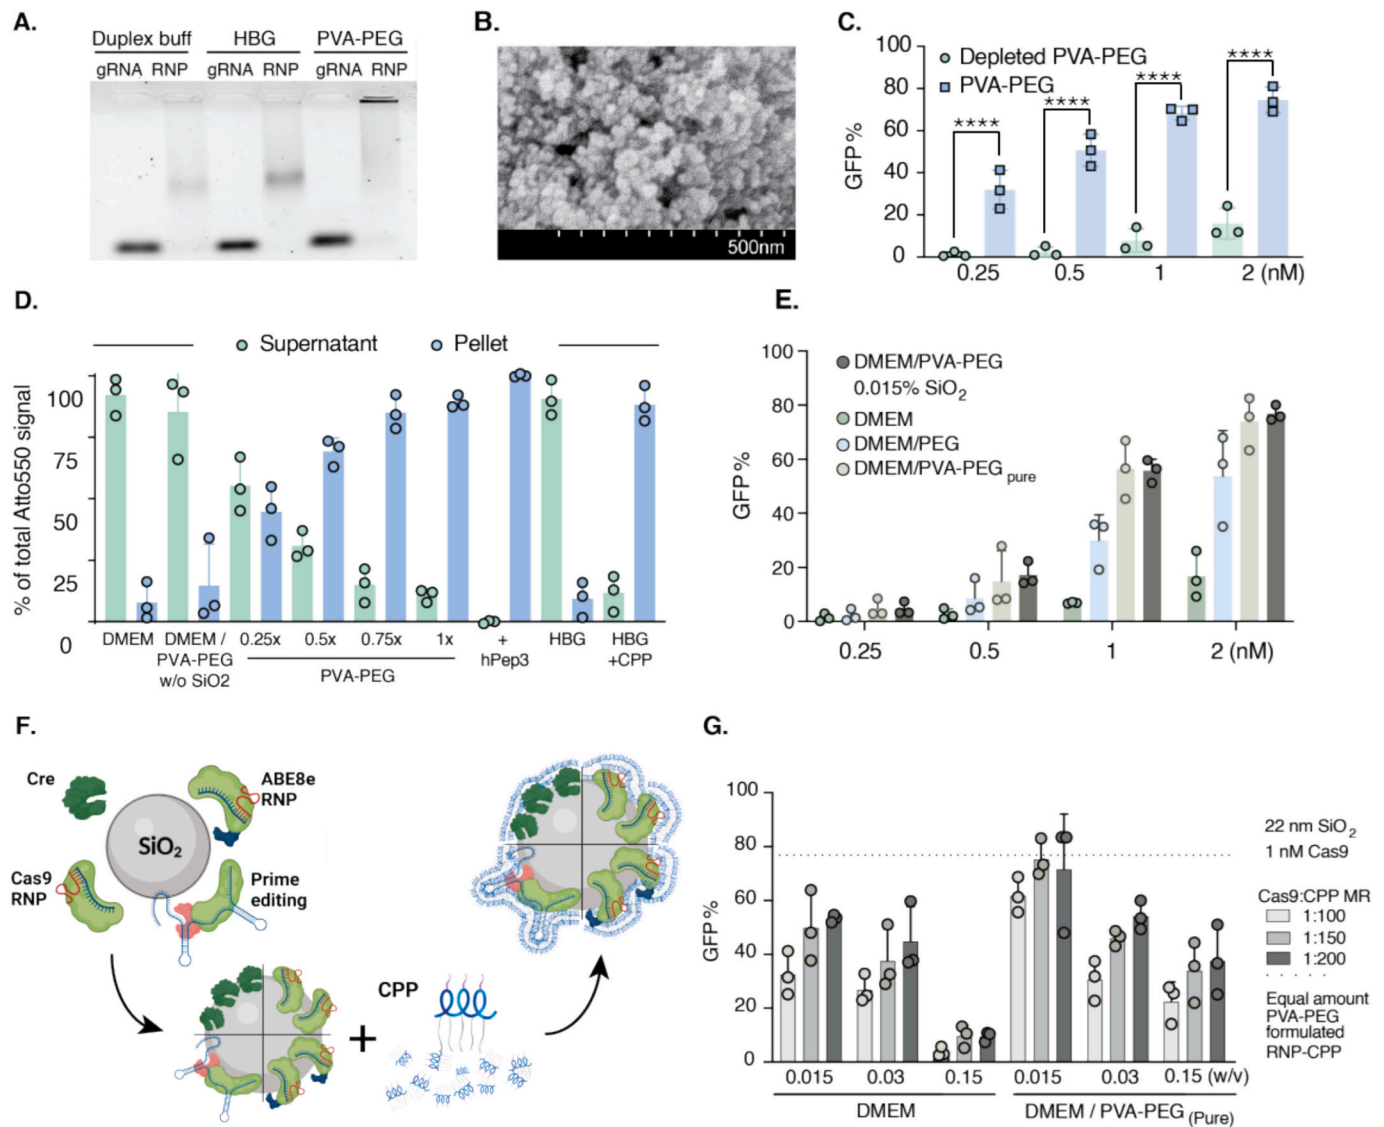 A.
Duplex buff HBG PVA-PEG
gRNA RNP gRNA RNP gRNA RNP
B.
500nm
C.
Depleted PVA-PEG
PVA-PEG
**** **** **** ****
GFP %
100
80
60
40
20
0
0.25 0.5 1 2 (nM)
D.
Supernatant Pellet
% of total Atto550 signal
100
75
50
25
0
DMEM DMEM / 0.25x 0.5x 0.75x 1x + HBG HBG
PVA-PEG hPep3 +CPP
w/o SiO2 PVA-PEG
E.
DMEM/PVA-PEG
0.015% SiO2
DMEM
DMEM/PEG
DMEM/PVA-PEG pure
GFP %
100
80
60
40
20
0
0.25 0.5 1 2 (nM)
F.
Cre
ABE8e
RNP
SiO2
Cas9
RNP
Prime
editing
CPP
+
G.
GFP %
100
80
60
40
20
0
0.015 0.03 0.15 0.015 0.03 0.15 (w/v)
DMEM DMEM / PVA-PEG (Pure)
22 nm SiO2
1 nM Cas9
Cas9:CPP MR
1:100
1:150
1:200
Equal amount
PVA-PEG
formulated
RNP-CPP